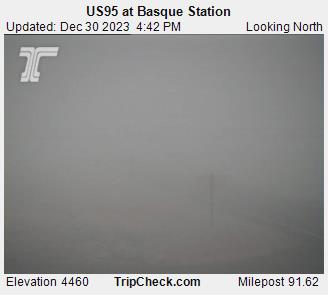 US95 at Basque Station
Updated: Dec 30 2023 4:42 PM Looking North
Elevation 4460 TripCheck.com Milepost 91.62